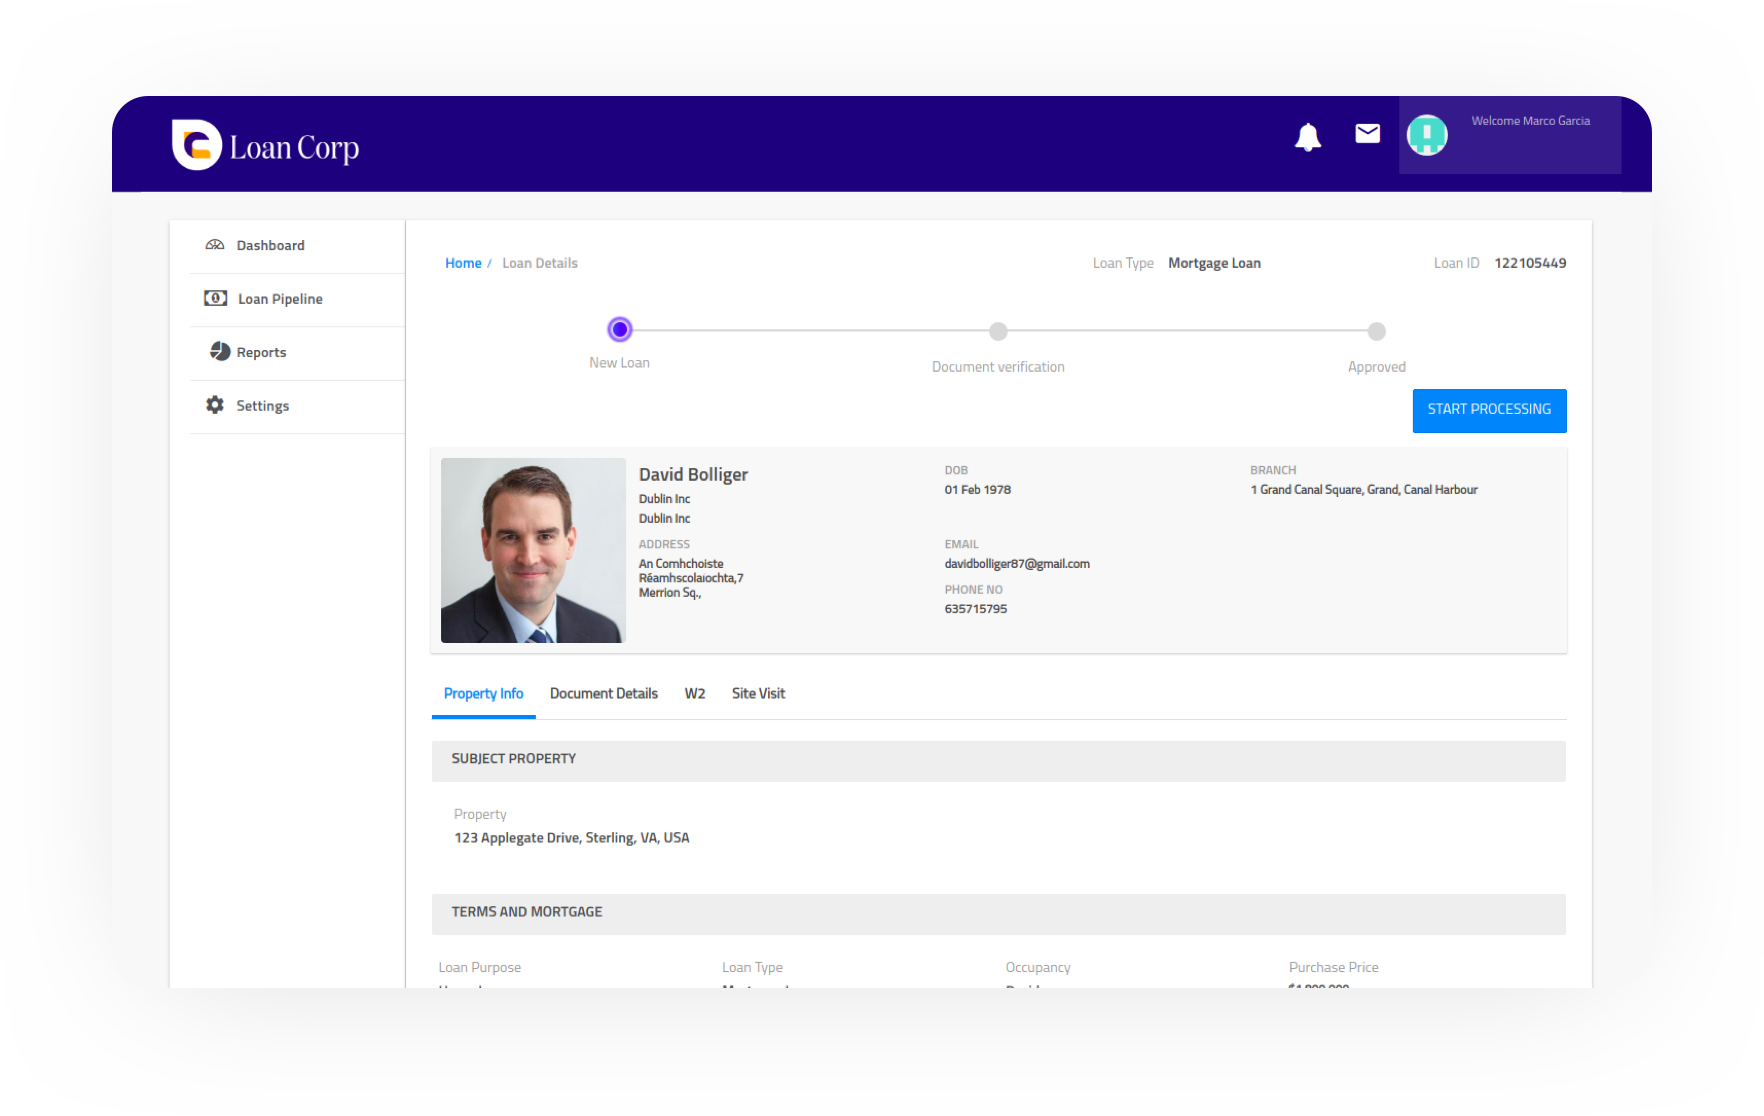 Loan Corp
Welcome Marco Garcia
Dashboard
Loan Pipeline
Reports
Settings
Home / Loan Details
Loan Type Mortgage Loan
Loan ID 122105449
New Loan
Document verification
Approved
START PROCESSING
David Bolliger
Dublin Inc
Dublin Inc
ADDRESS
An Comhchoiste
Réamhscolaíochta,7
Merrion Sq.,
DOB
01 Feb 1978
EMAIL
davidbolliger87@gmail.com
PHONE NO
635715795
BRANCH
1 Grand Canal Square, Grand, Canal Harbour
Property Info Document Details W2 Site Visit
SUBJECT PROPERTY
Property
123 Applegate Drive, Sterling, VA, USA
TERMS AND MORTGAGE
Loan Purpose Loan Type Occupancy Purchase Price